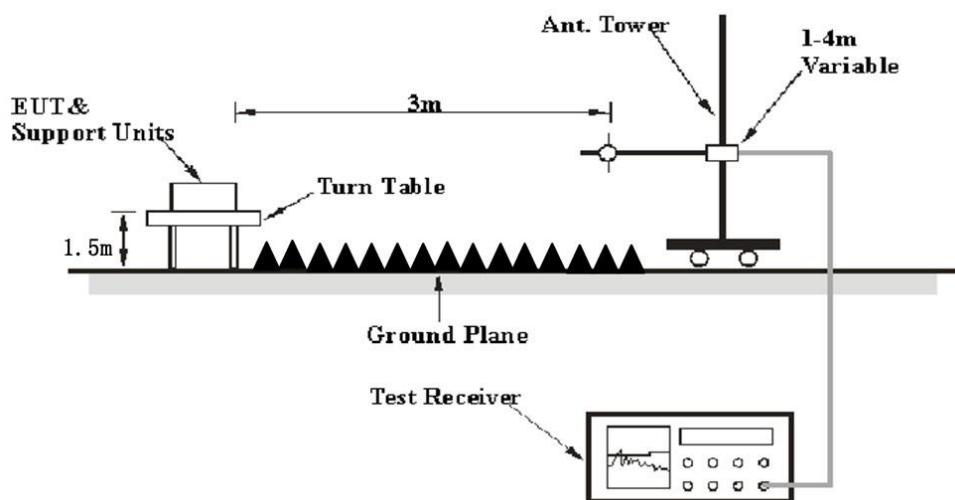 Ant. Tower
1-4m
Variable
EUT&
Support Units
3m
Turn Table
1.5m
Ground Plane
Test Receiver